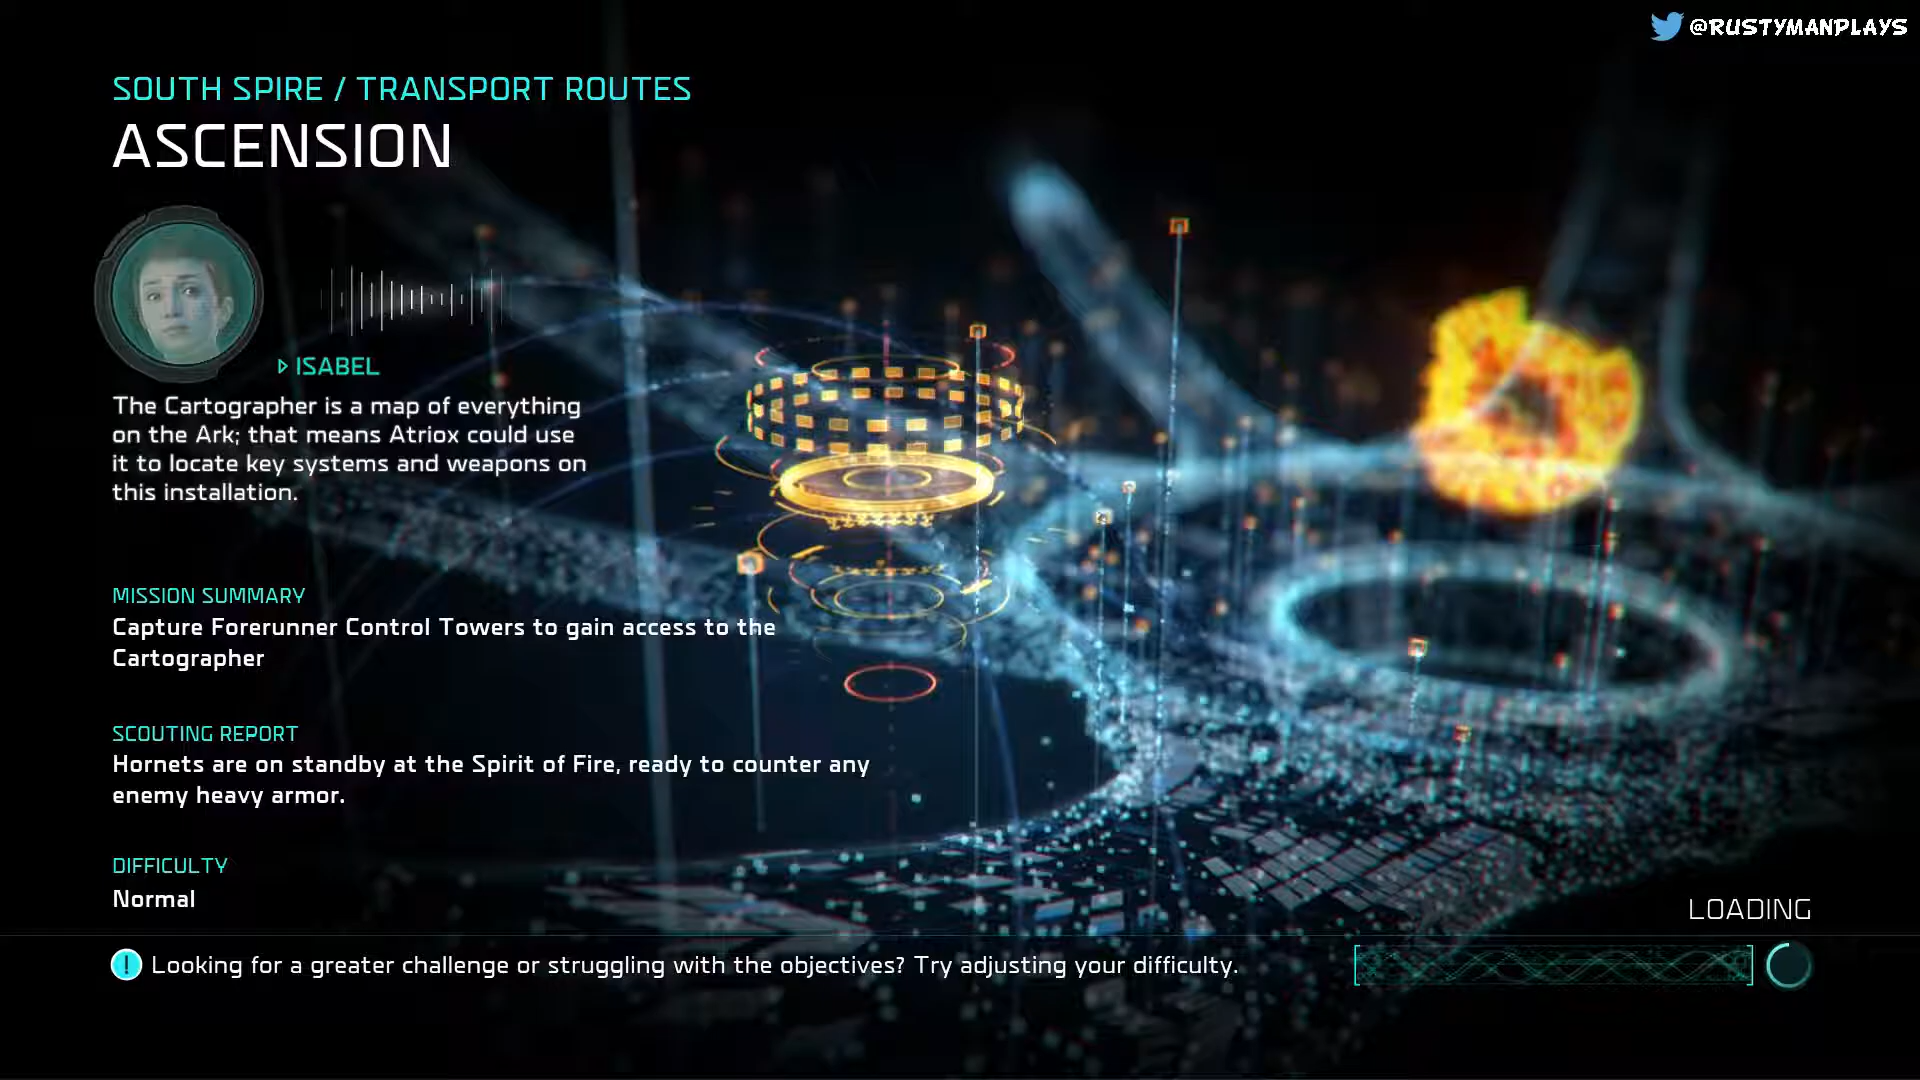 @RUSTYMANPLAYS
SOUTH SPIRE / TRANSPORT ROUTES
ASCENSION
ISABEL
The Cartographer is a map of everything
on the Ark; that means Atriox could use
it to locate key systems and weapons on
this installation.
MISSION SUMMARY
Capture Forerunner Control Towers to gain access to the
Cartographer
SCOUTING REPORT
Hornets are on standby at the Spirit of Fire, ready to counter any
enemy heavy armor.
DIFFICULTY
Normal
LOADING
! Looking for a greater challenge or struggling with the objectives? Try adjusting your difficulty.